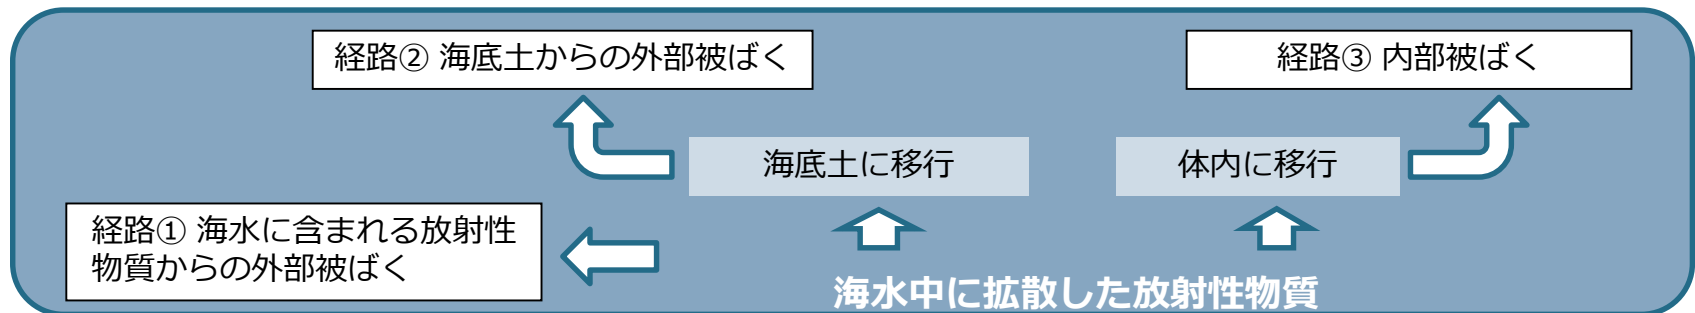 経路② 海底土からの外部被ばく
経路③ 内部被ばく
海底土に移行
体内に移行
経路① 海水に含まれる放射性
物質からの外部被ばく
海水中に拡散した放射性物質